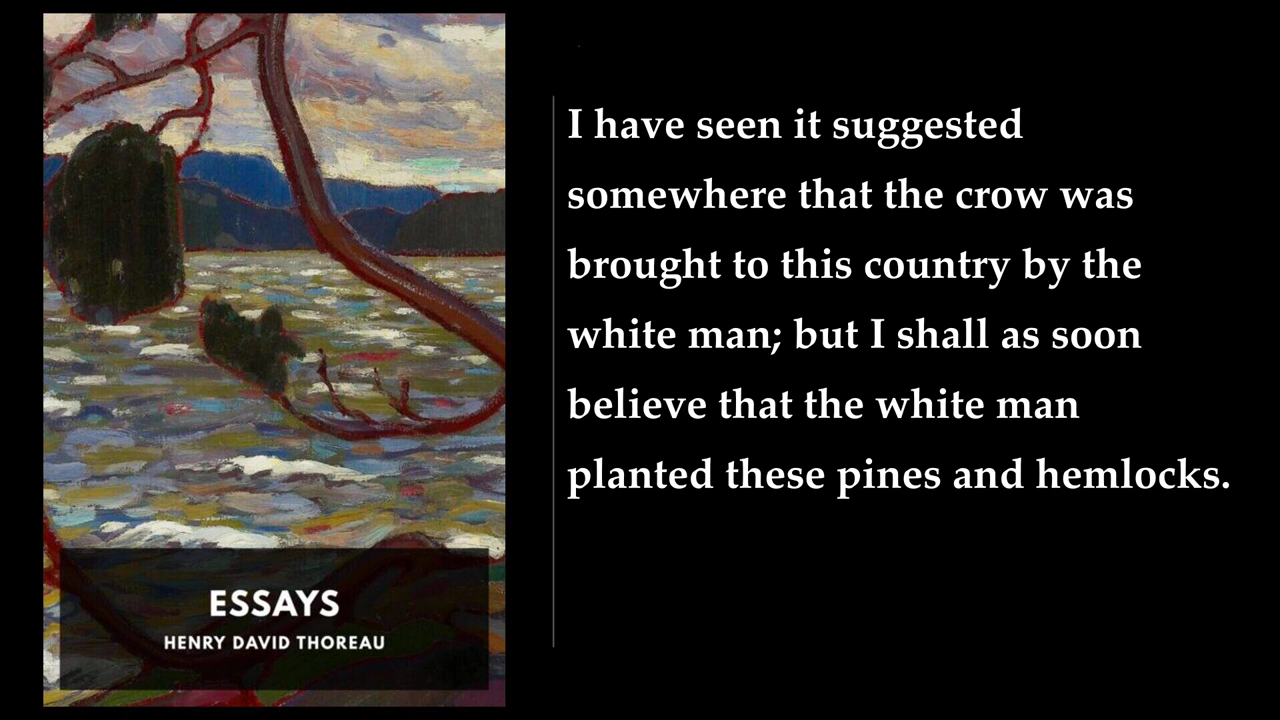 ESSAYS
HENRY DAVID THOREAU
I have seen it suggested
somewhere that the crow was
brought to this country by the
white man; but I shall as soon
believe that the white man
planted these pines and hemlocks.